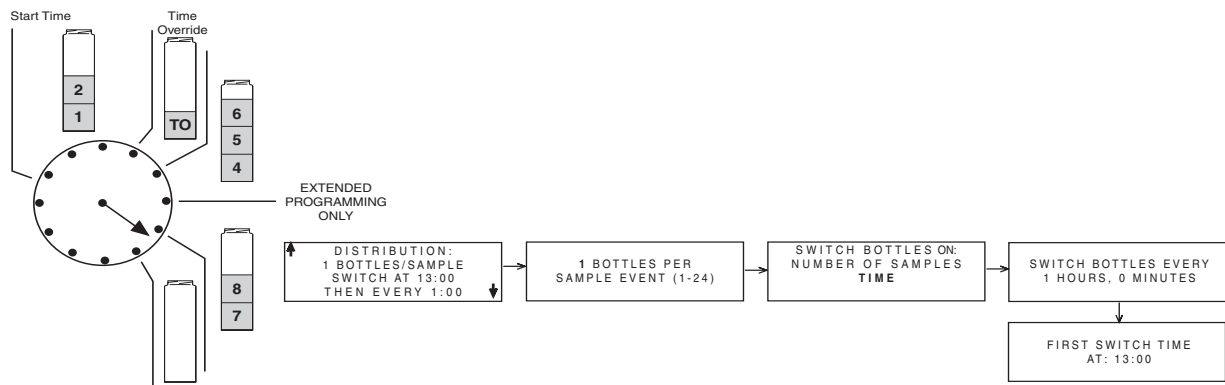 Start Time
Time
Override
2
1
TO
6
5
4
EXTENDED
PROGRAMMING
ONLY
8
7
DISTRIBUTION:
1 BOTTLES/SAMPLE
SWITCH AT 13:00
THEN EVERY 1:00
1 BOTTLES PER
SAMPLE EVENT (1-24)
SWITCH BOTTLES ON:
NUMBER OF SAMPLES
TIME
SWITCH BOTTLES EVERY
1 HOURS, 0 MINUTES
FIRST SWITCH TIME
AT: 13:00